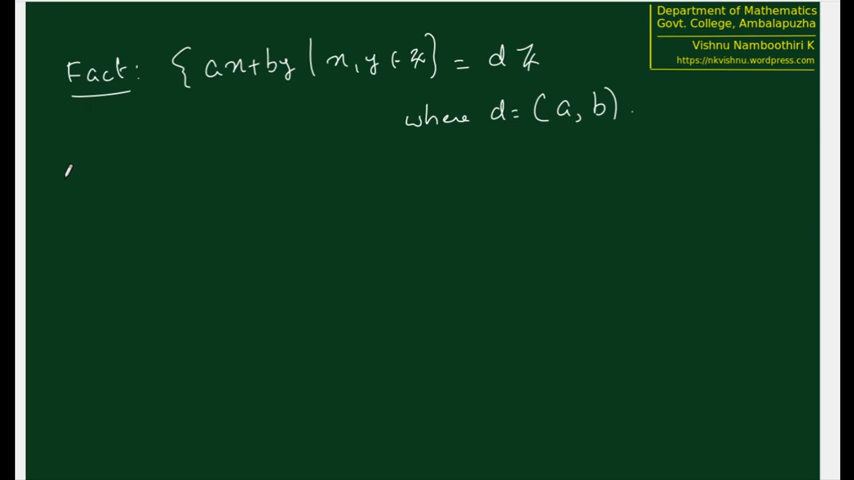 Department of Mathematics
Govt. College, Ambalapuzha
Vishnu Namboothiri K
https://nkvishnu.wordpress.com
Fact: {ax+by | x, y ∈ ℤ} = dℤ
where d = (a, b).